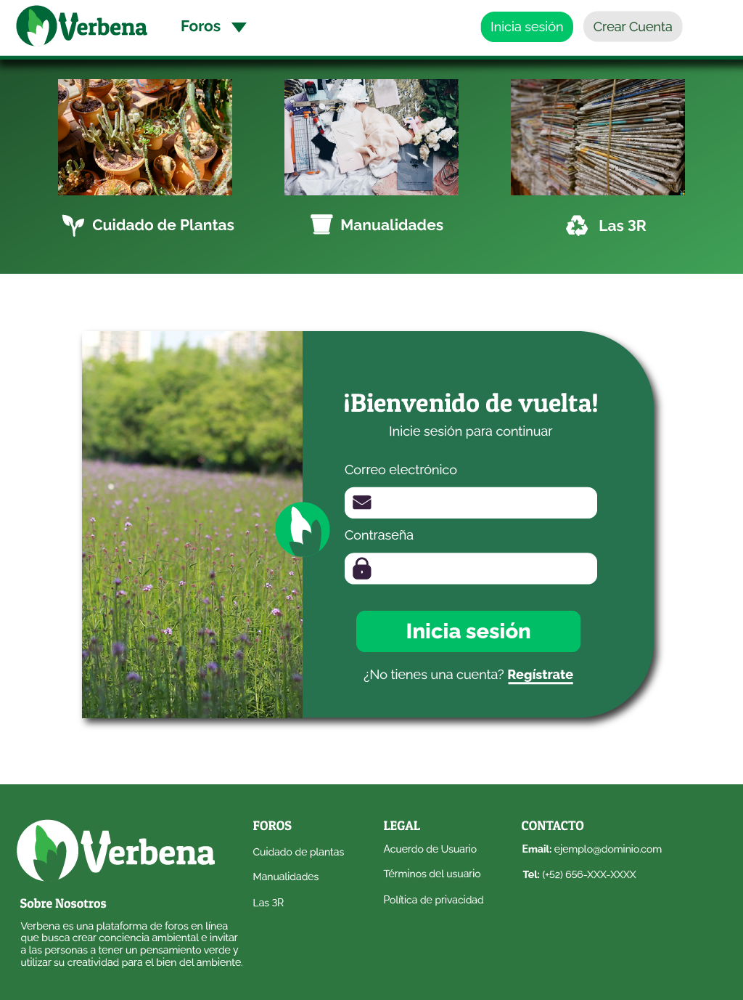 Verbena
Foros
Inicia sesión
Crear Cuenta
Cuidado de Plantas
Manualidades
Las 3R
¡Bienvenido de vuelta!
Inicie sesión para continuar
Correo electrónico
Contraseña
Inicia sesión
¿No tienes una cuenta? Regístrate
Verbena
Sobre Nosotros
Verbena es una plataforma de foros en línea
que busca crear conciencia ambiental e invitar
a las personas a tener un pensamiento verde y
utilizar su creatividad para el bien del ambiente.
FOROS
Cuidado de plantas
Manualidades
Las 3R
LEGAL
Acuerdo de Usuario
Términos del usuario
Política de privacidad
CONTACTO
Email: ejemplo@dominio.com
Tel: (+52) 656-XXX-XXXX